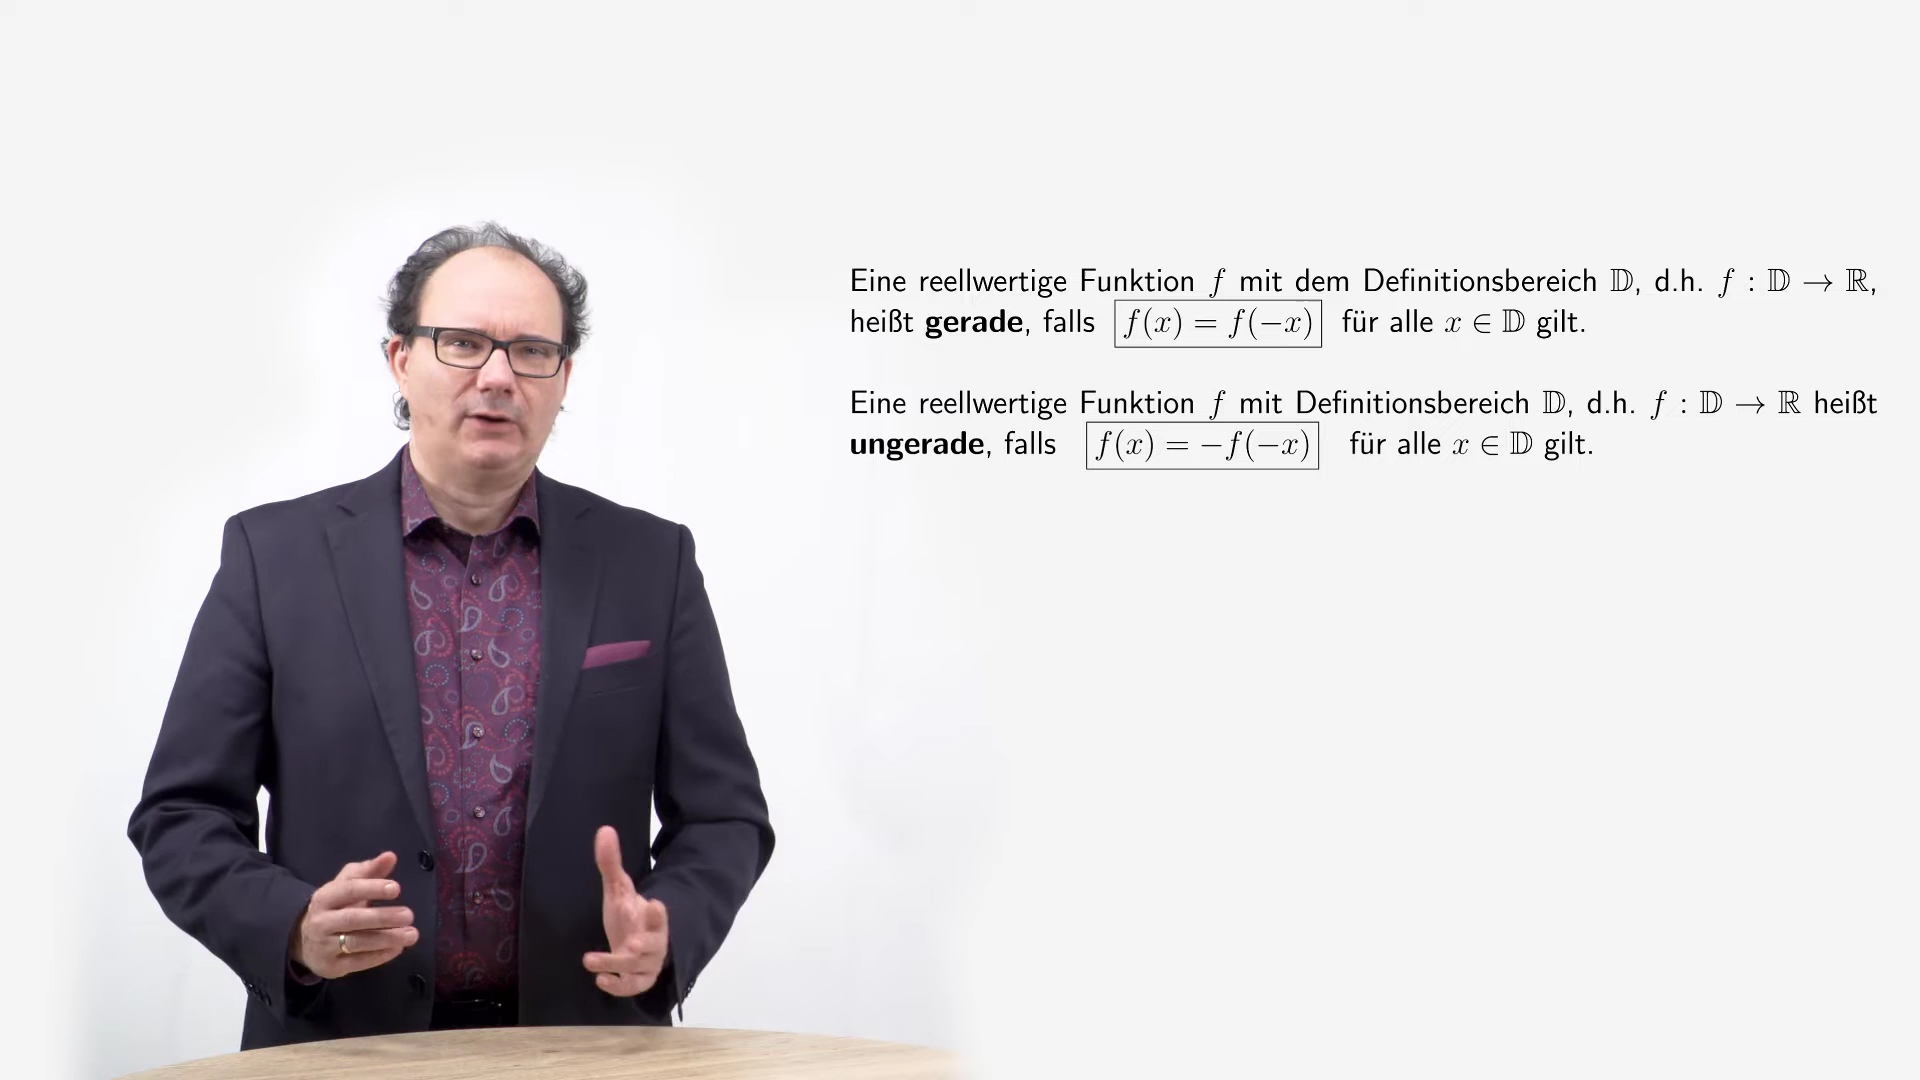 Eine reellwertige Funktion f mit dem Definitionsbereich 𝔻, d.h. f : 𝔻 → ℝ,
heißt gerade, falls f(x) = f(−x) für alle x ∈ 𝔻 gilt.
Eine reellwertige Funktion f mit Definitionsbereich 𝔻, d.h. f : 𝔻 → ℝ heißt
ungerade, falls f(x) = −f(−x) für alle x ∈ 𝔻 gilt.